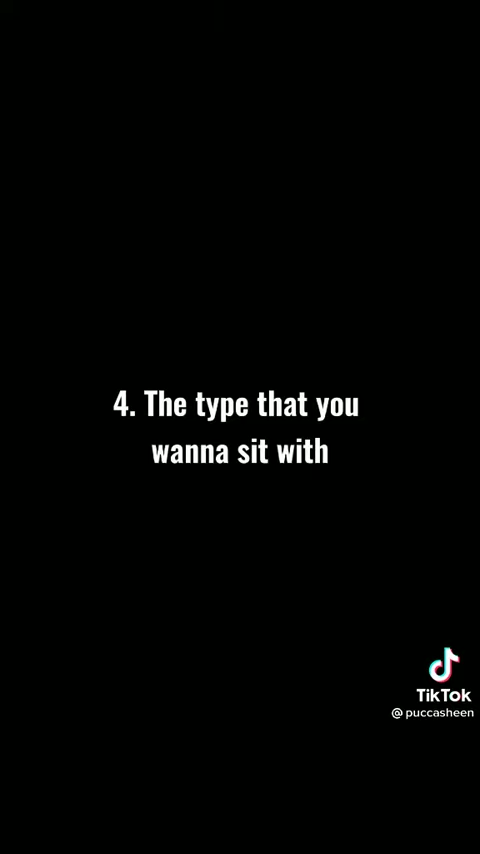 4. The type that you
wanna sit with
TikTok
@ puccasheen